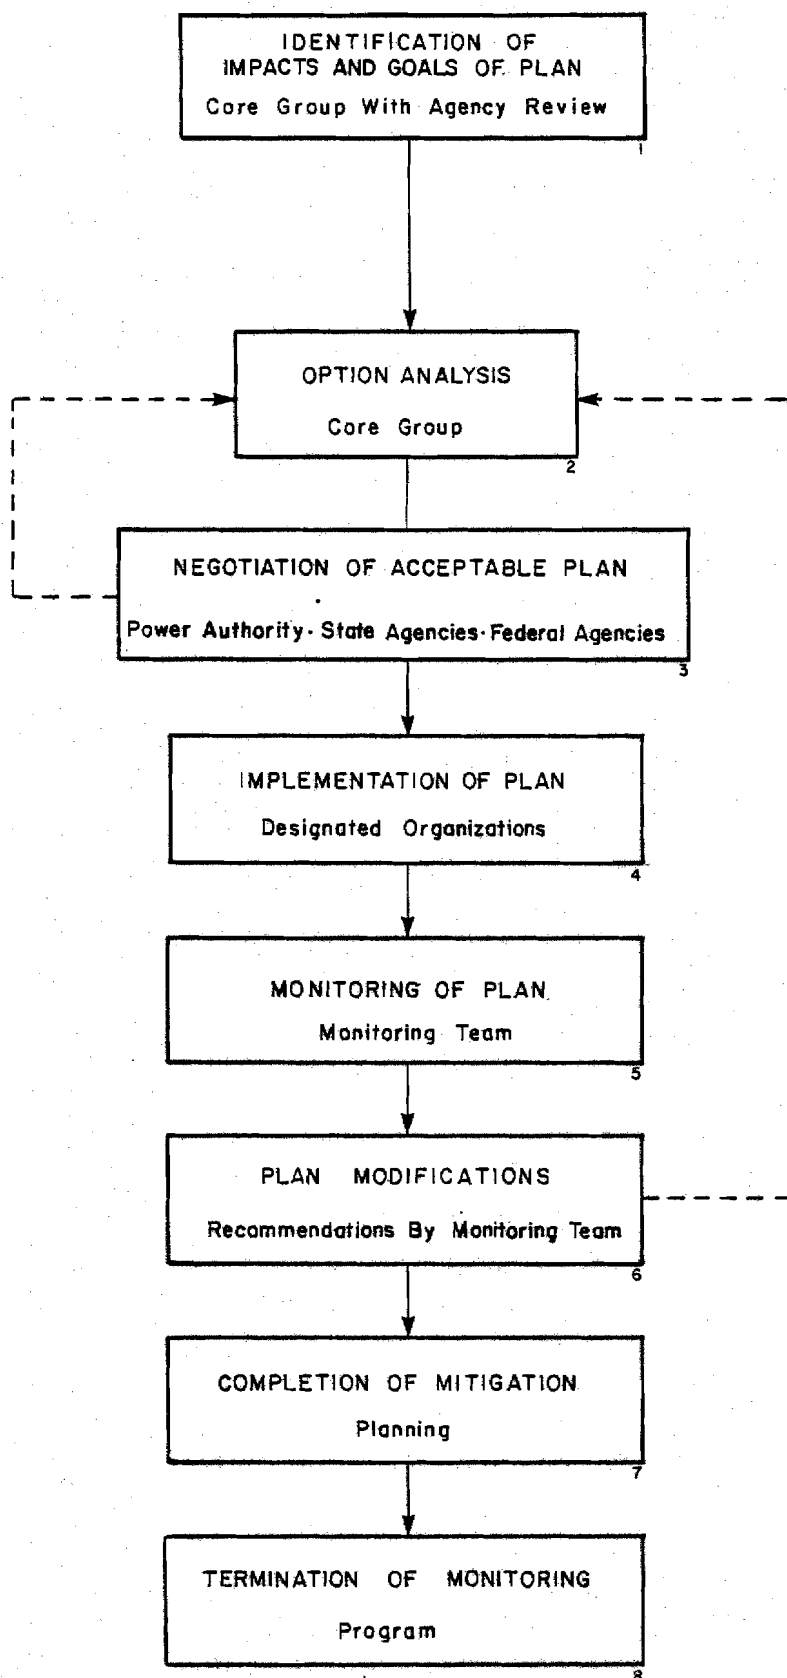 IDENTIFICATION OF
IMPACTS AND GOALS OF PLAN
Core Group With Agency Review
1
OPTION ANALYSIS
Core Group
2
NEGOTIATION OF ACCEPTABLE PLAN
Power Authority · State Agencies · Federal Agencies
3
IMPLEMENTATION OF PLAN
Designated Organizations
4
MONITORING OF PLAN
Monitoring Team
5
PLAN MODIFICATIONS
Recommendations By Monitoring Team
6
COMPLETION OF MITIGATION
Planning
7
TERMINATION OF MONITORING
Program
8